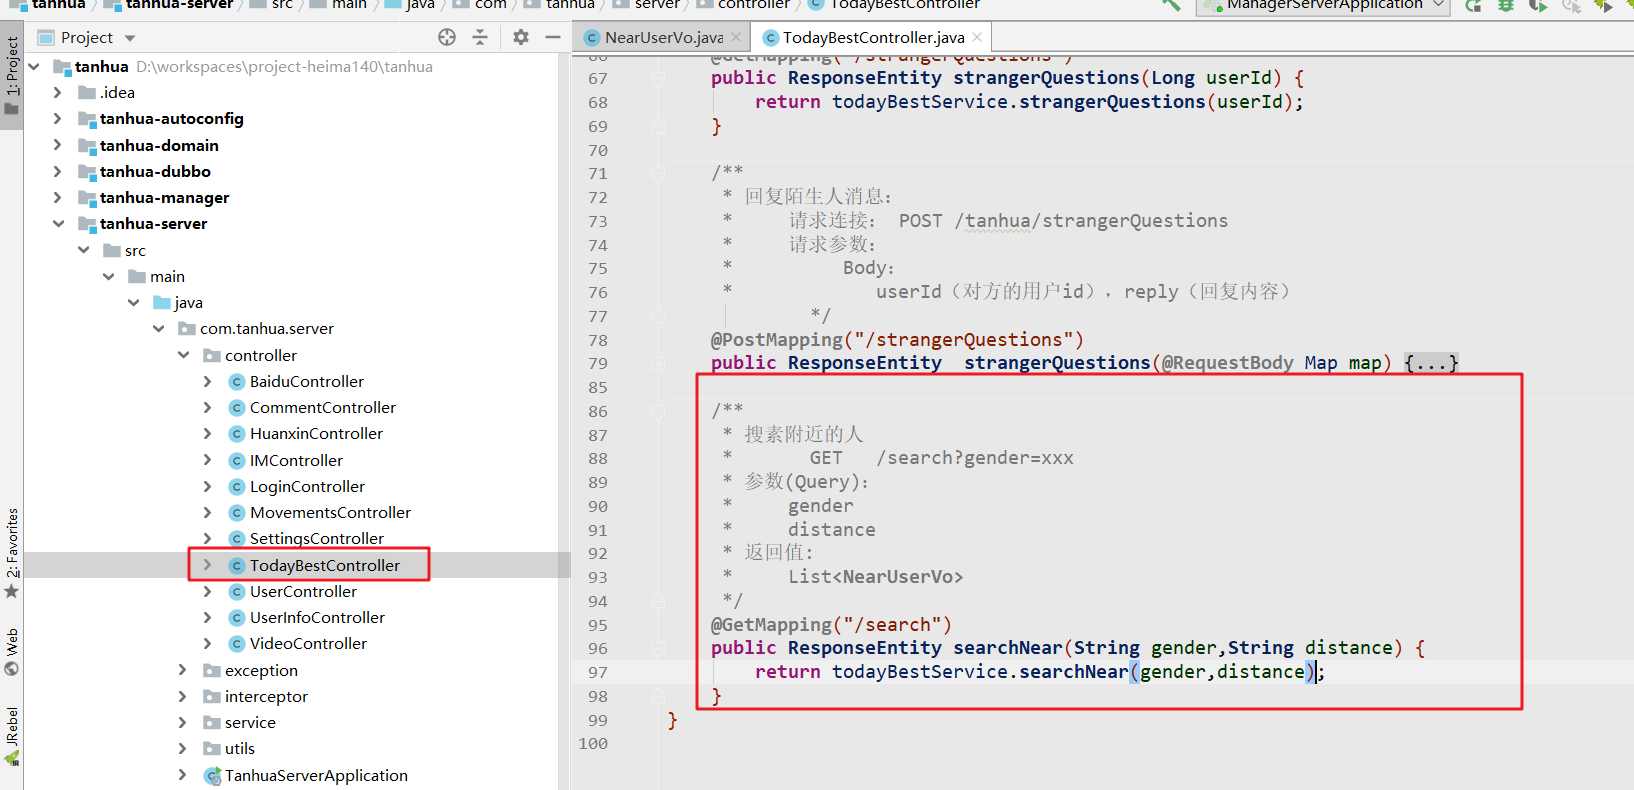 tanhua
tanhua-server
src
main
java
com
tanhua
server
controller
TodayBestController
ManagerServerApplication
Project
NearUserVo.java
TodayBestController.java
1: Project
2: Favorites
Web
JRebel
tanhua D:\workspaces\project-heima140\tanhua
.idea
tanhua-autoconfig
tanhua-domain
tanhua-dubbo
tanhua-manager
tanhua-server
src
main
java
com.tanhua.server
controller
BaiduController
CommentController
HuanxinController
IMController
LoginController
MovementsController
SettingsController
TodayBestController
UserController
UserInfoController
VideoController
exception
interceptor
service
utils
TanhuaServerApplication
66 @GetMapping("/strangerQuestions")
67 public ResponseEntity strangerQuestions(Long userId) {
68 return todayBestService.strangerQuestions(userId);
69 }
70
71 /**
72 * 回复陌生人消息：
73 * 请求连接： POST /tanhua/strangerQuestions
74 * 请求参数：
75 * Body：
76 * userId（对方的用户id），reply（回复内容）
77 */
78 @PostMapping("/strangerQuestions")
79 public ResponseEntity strangerQuestions(@RequestBody Map map) {...}
85
86 /**
87 * 搜素附近的人
88 * GET /search?gender=xxx
89 * 参数(Query)：
90 * gender
91 * distance
92 * 返回值：
93 * List<NearUserVo>
94 */
95 @GetMapping("/search")
96 public ResponseEntity searchNear(String gender,String distance) {
97 return todayBestService.searchNear(gender,distance);
98 }
99 }
100